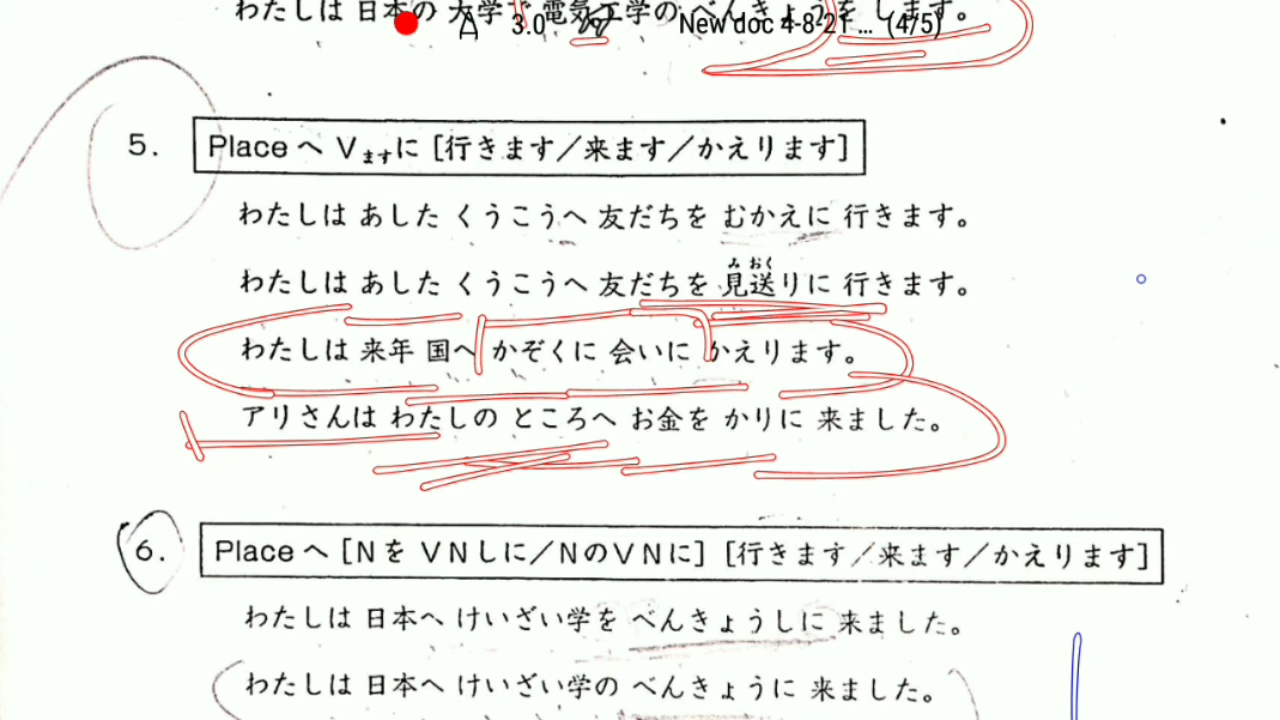 わたしは 日本の 大学で 電気工学の べんきょうを します。
3.0 New doc 4-8-21 ... (4/5)
5. Place へ Vますに [行きます/来ます/かえります]
わたしは あした くうこうへ 友だちを むかえに 行きます。
み おく
わたしは あした くうこうへ 友だちを 見送りに 行きます。
わたしは 来年 国へ かぞくに 会いに かえります。
アリさんは わたしの ところへ お金を かりに 来ました。
6. Place へ [Nを VNしに/NのVNに] [行きます/来ます/かえります]
わたしは 日本へ けいざい学を べんきょうしに 来ました。
わたしは 日本へ けいざい学の べんきょうに 来ました。